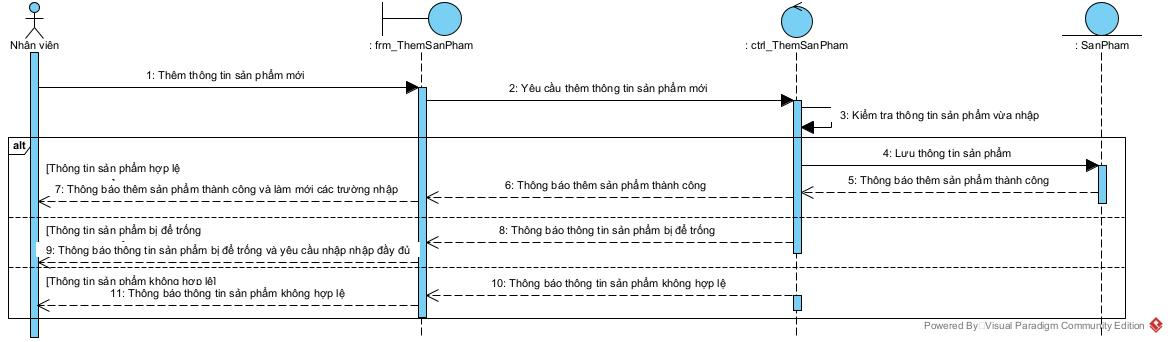 Nhân viên
: frm_ThemSanPham
: ctrl_ThemSanPham
: SanPham
1: Thêm thông tin sản phẩm mới
2: Yêu cầu thêm thông tin sản phẩm mới
3: Kiểm tra thông tin sản phẩm vừa nhập
alt
4: Lưu thông tin sản phẩm
[Thông tin sản phẩm hợp lệ
5: Thông báo thêm sản phẩm thành công
6: Thông báo thêm sản phẩm thành công
7: Thông báo thêm sản phẩm thành công và làm mới các trường nhập
[Thông tin sản phẩm bị để trống
8: Thông báo thông tin sản phẩm bị để trống
9: Thông báo thông tin sản phẩm bị để trống và yêu cầu nhập nhập đầy đủ
[Thông tin sản phẩm không hợp lệ]
10: Thông báo thông tin sản phẩm không hợp lệ
11: Thông báo thông tin sản phẩm không hợp lệ
Powered By Visual Paradigm Community Edition